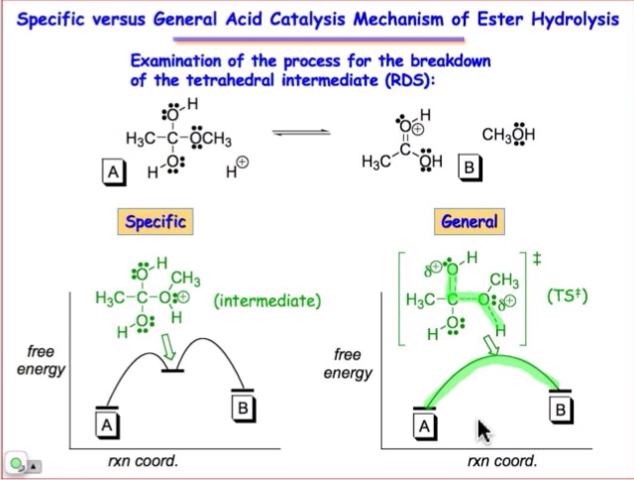 Specific versus General Acid Catalysis Mechanism of Ester Hydrolysis
Examination of the process for the breakdown
of the tetrahedral intermediate (RDS):
H
:O
H₃C-C-OCH₃
H-O:
H⊕
A
H
O⊕
C
H₃C OH
B
CH₃OH
Specific
General
H
:O CH₃
H₃C-C-O:⊕
H-O: H
(intermediate)
δ⊕ O-H
CH₃
H₃C-C-O: δ⊕
H-O: H
‡
(TS‡)
free
energy
A
B
rxn coord.
free
energy
A
B
rxn coord.